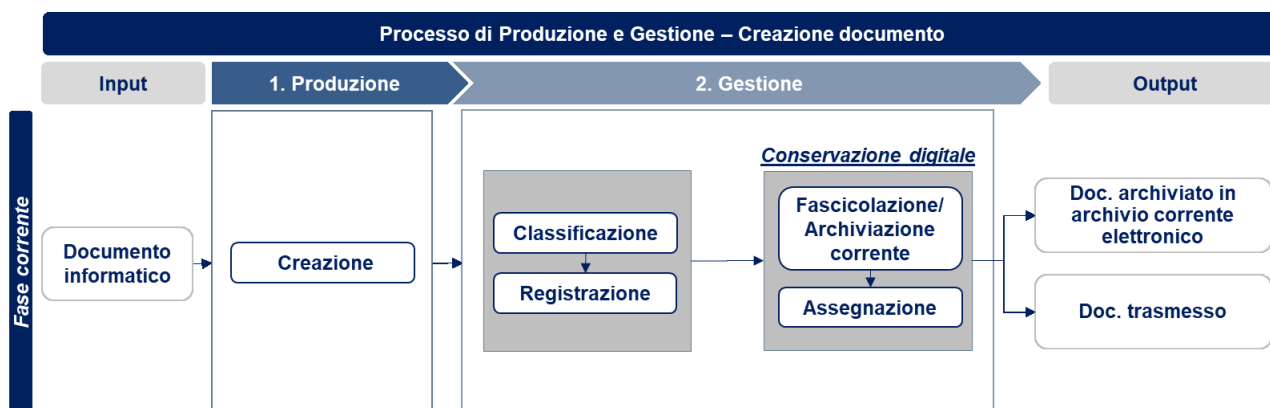 Processo di Produzione e Gestione – Creazione documento
Input
1. Produzione
2. Gestione
Output
Fase corrente
Documento
informatico
Creazione
Classificazione
Registrazione
Conservazione digitale
Fascicolazione/
Archiviazione
corrente
Assegnazione
Doc. archiviato in
archivio corrente
elettronico
Doc. trasmesso